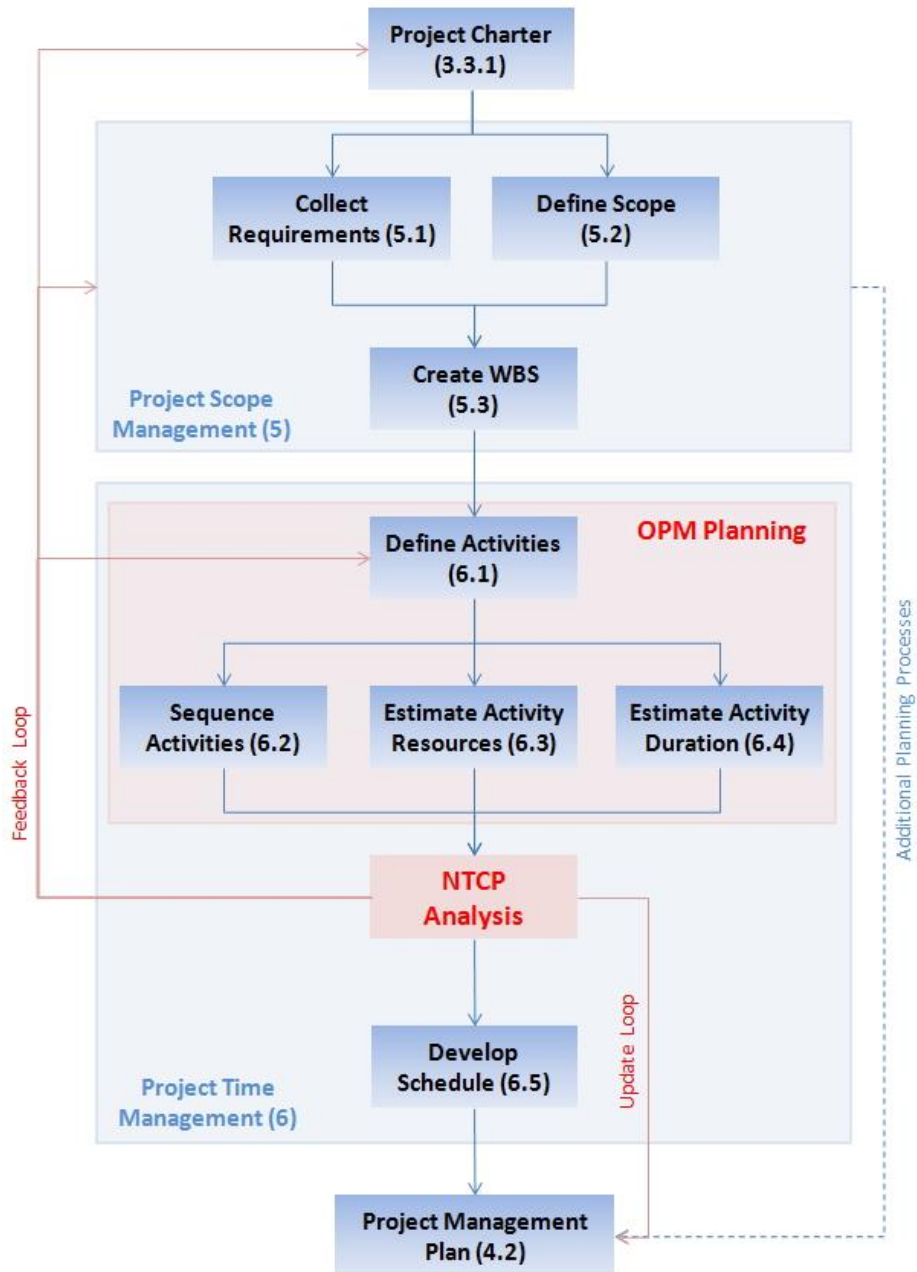 Project Charter
(3.3.1)
Collect
Requirements (5.1)
Define Scope
(5.2)
Create WBS
(5.3)
Project Scope
Management (5)
OPM Planning
Define Activities
(6.1)
Sequence
Activities (6.2)
Estimate Activity
Resources (6.3)
Estimate Activity
Duration (6.4)
Feedback Loop
Additional Planning Processes
NTCP
Analysis
Update Loop
Develop
Schedule (6.5)
Project Time
Management (6)
Project Management
Plan (4.2)